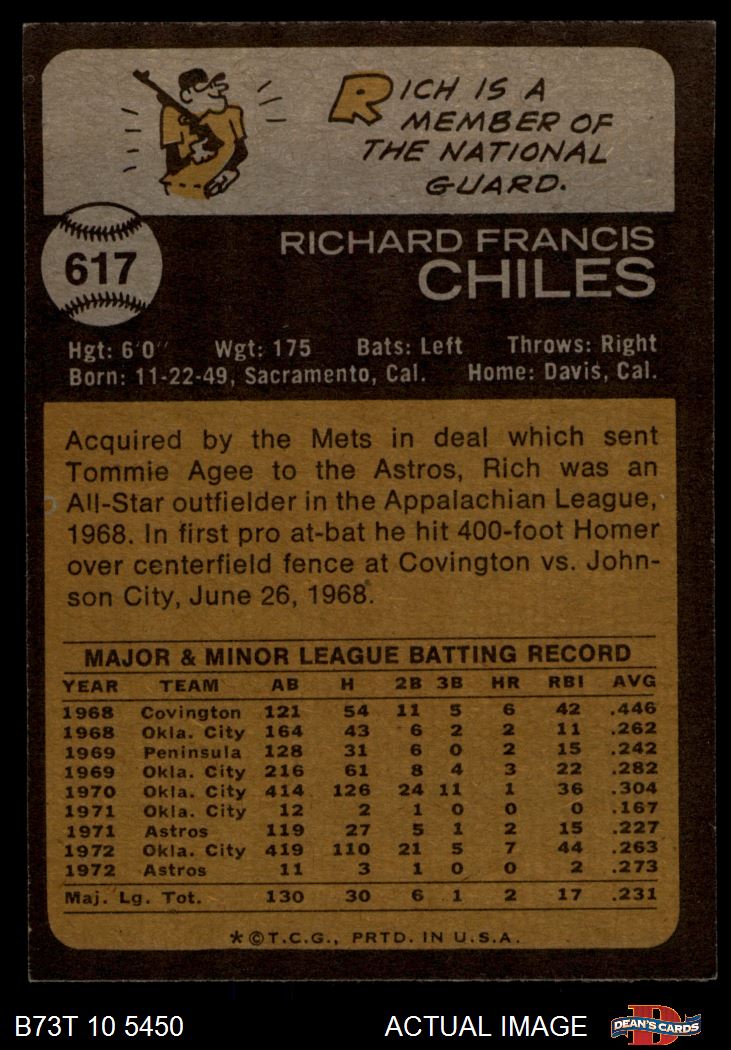 RICH IS A
MEMBER OF
THE NATIONAL
GUARD.
617
RICHARD FRANCIS
CHILES
Hgt: 6'0" Wgt: 175 Bats: Left Throws: Right
Born: 11-22-49, Sacramento, Cal. Home: Davis, Cal.
Acquired by the Mets in deal which sent
Tommie Agee to the Astros, Rich was an
All-Star outfielder in the Appalachian League,
1968. In first pro at-bat he hit 400-foot Homer
over centerfield fence at Covington vs. John-
son City, June 26, 1968.
MAJOR & MINOR LEAGUE BATTING RECORD
YEAR TEAM AB H 2B 3B HR RBI AVG
1968 Covington 121 54 11 5 6 42 .446
1968 Okla. City 164 43 6 2 2 11 .262
1969 Peninsula 128 31 6 0 2 15 .242
1969 Okla. City 216 61 8 4 3 22 .282
1970 Okla. City 414 126 24 11 1 36 .304
1971 Okla. City 12 2 1 0 0 0 .167
1971 Astros 119 27 5 1 2 15 .227
1972 Okla. City 419 110 21 5 7 44 .263
1972 Astros 11 3 1 0 0 2 .273
Maj. Lg. Tot. 130 30 6 1 2 17 .231
*©T.C.G., PRTD. IN U.S.A.
B73T 10 5450 ACTUAL IMAGE
D
DEAN'S CARDS